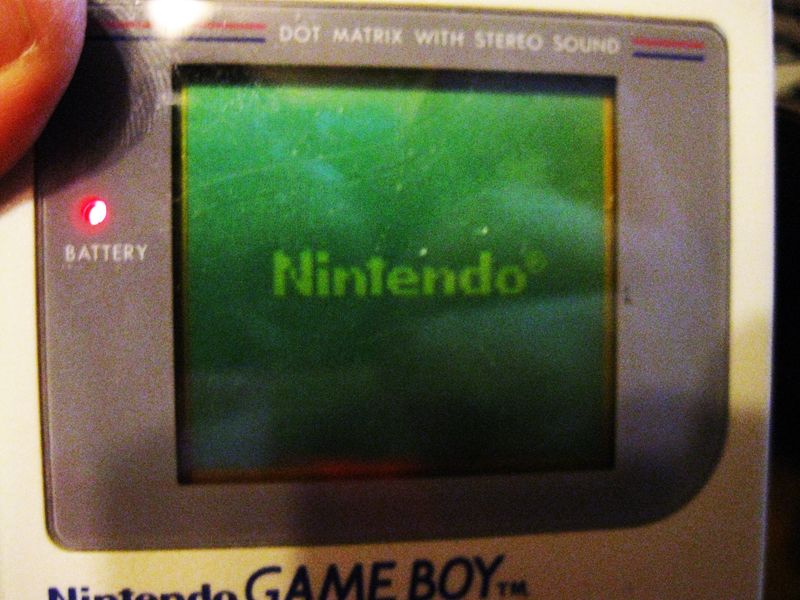 DOT MATRIX WITH STEREO SOUND
BATTERY
Nintendo®
Nintendo GAME BOY™